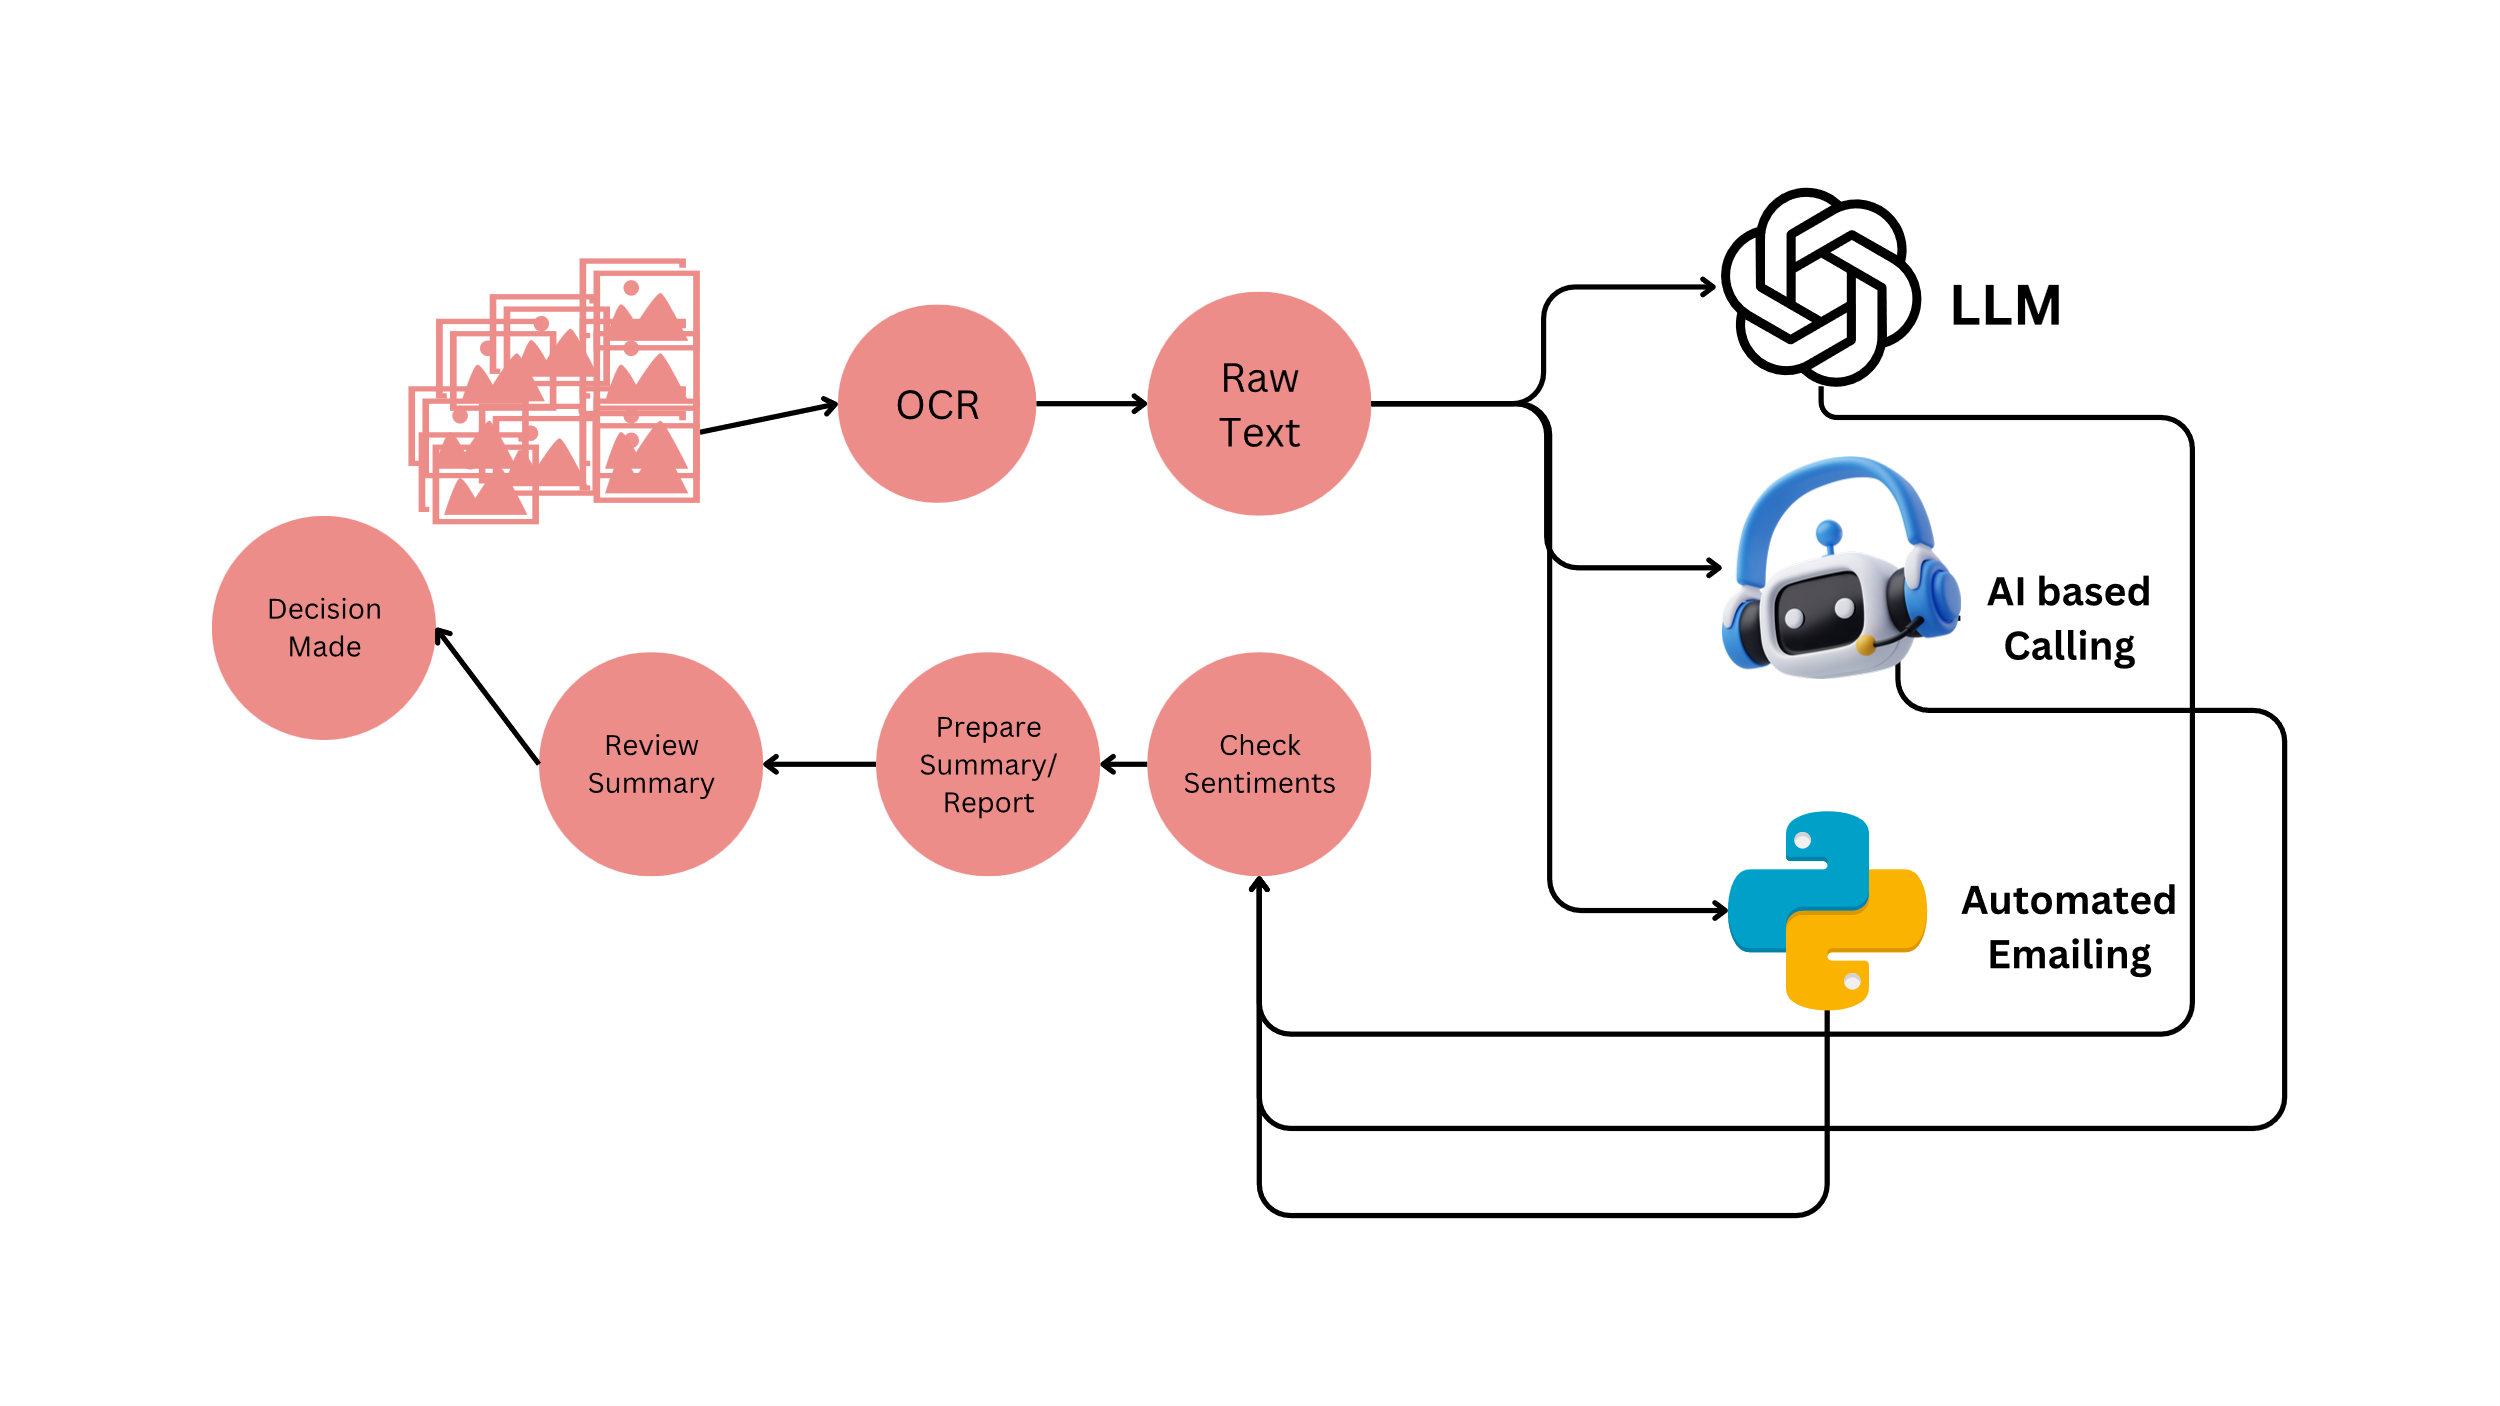 OCR
Raw
Text
LLM
AI based
Calling
Automated
Emailing
Check
Sentiments
Prepare
Summary/
Report
Review
Summary
Decision
Made